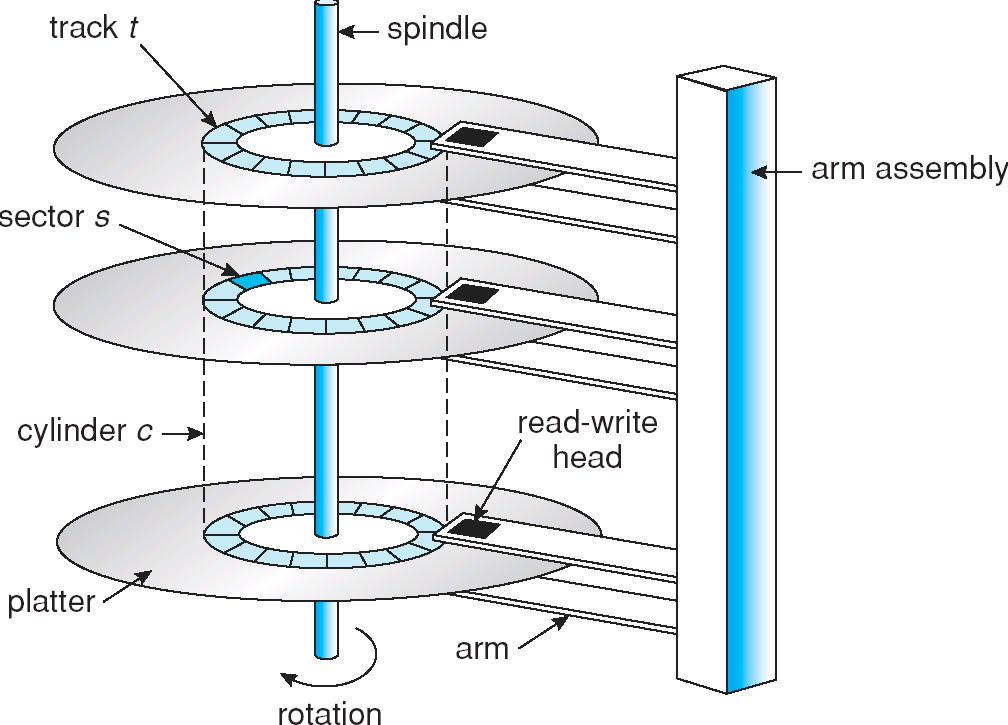 track t
spindle
arm assembly
sector s
cylinder c
read-write
head
platter
arm
rotation